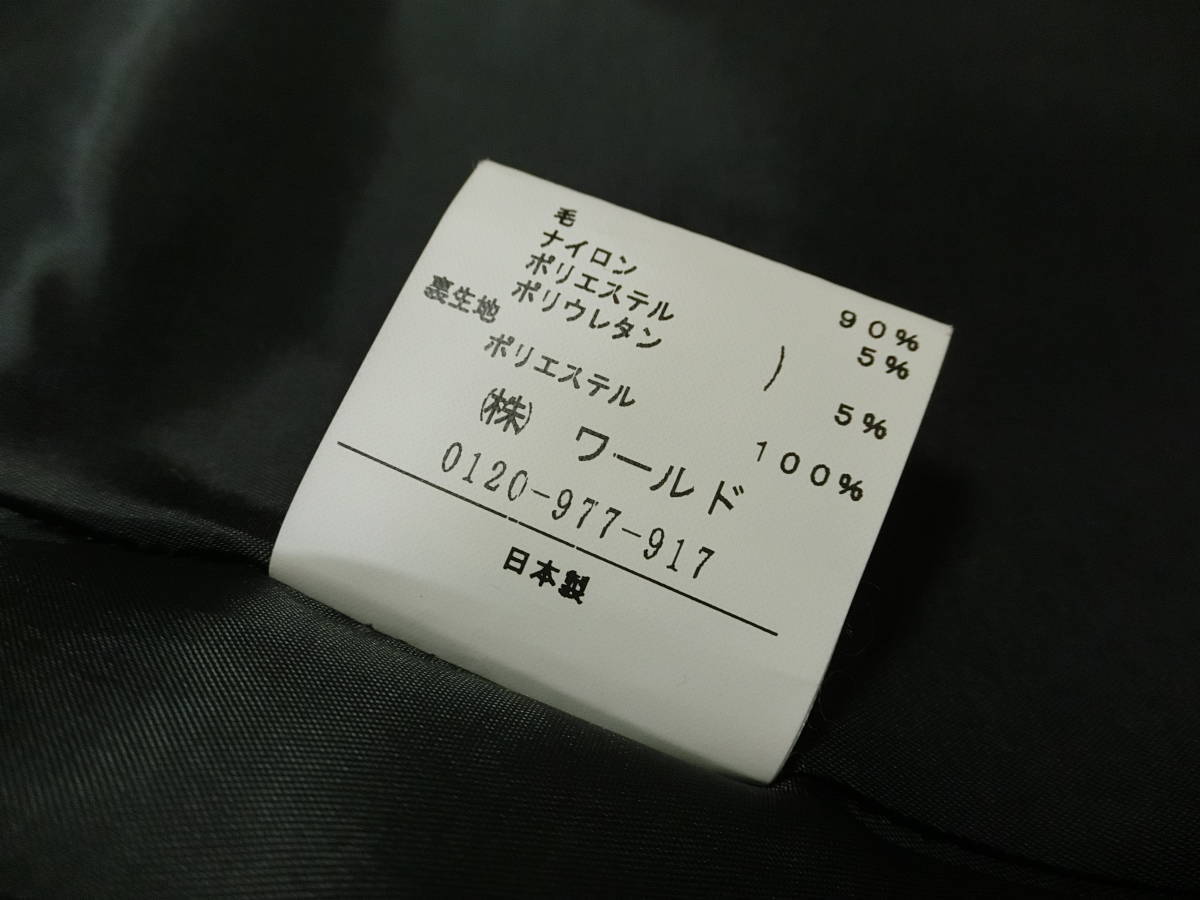 毛 90%
ナイロン 5%
ポリエステル
ポリウレタン ) 5%
裏生地
ポリエステル 100%
㈱ ワールド
0120-977-917
日本製